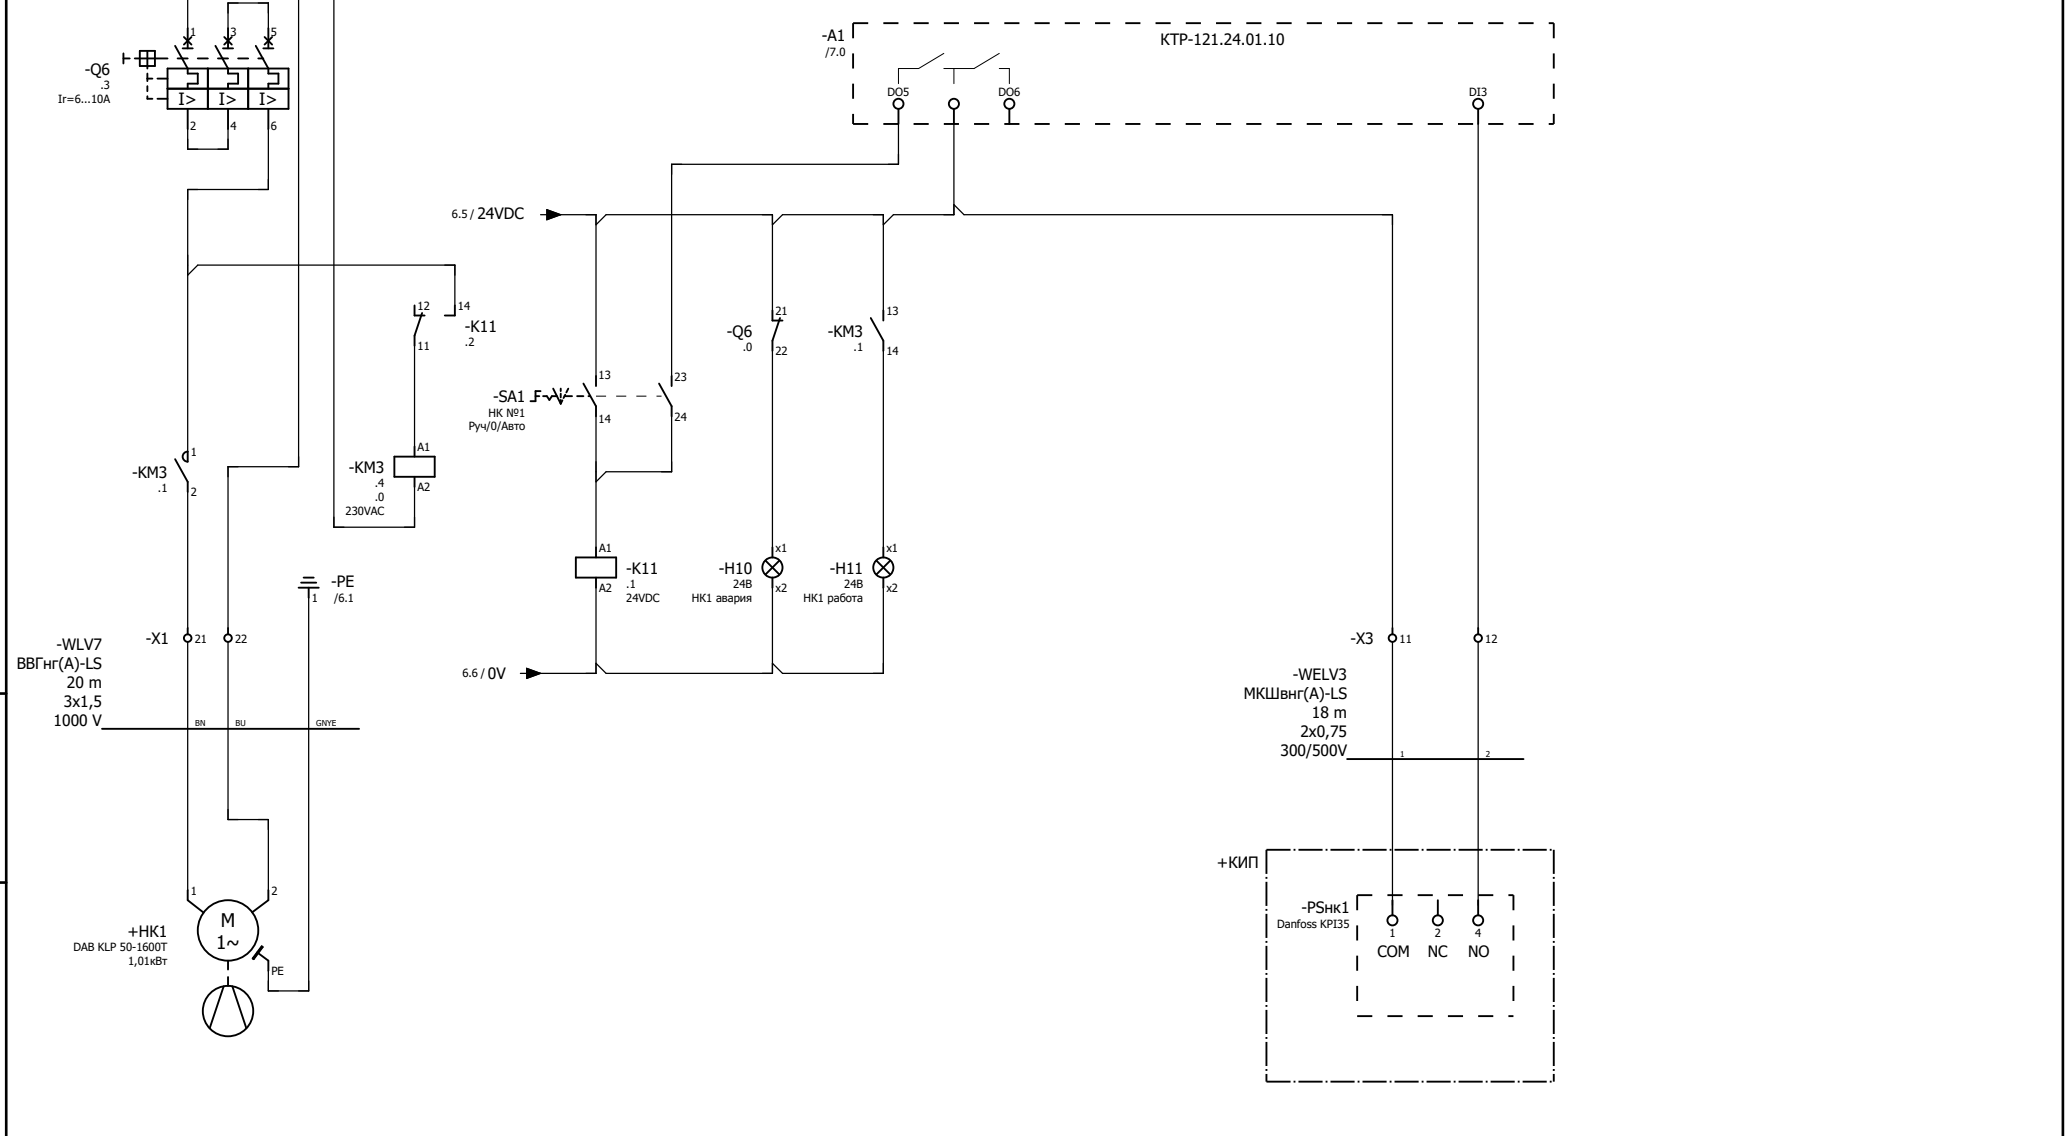 1
3
5
-Q6
.3
Ir=6...10А
I>
I>
I>
2
4
6
-A1
/7.0
КТР-121.24.01.10
DO5
DO6
DI3
6.5 / 24VDC
12
14
-K11
.2
11
-Q6
.0
21
22
-KM3
.1
13
14
-SA1
НК №1
Руч/0/Авто
13
14
23
24
-KM3
.1
1
2
-KM3
.4
.0
230VAC
A1
A2
-K11
.1
24VDC
A1
A2
-H10
24В
НК1 авария
x1
x2
-H11
24В
НК1 работа
x1
x2
-PE
/6.1
1
-X1
21
22
-X3
11
12
6.6 / 0V
-WLV7
ВВГнг(А)-LS
20 m
3x1,5
1000 V
BN
BU
GNYE
-WELV3
МКШвнг(А)-LS
18 m
2x0,75
300/500V
1
2
+НК1
DAB KLP 50-1600T
1,01кВт
1
2
M
1~
PE
+КИП
-PSнк1
Danfoss KPI35
1
2
4
COM
NC
NO